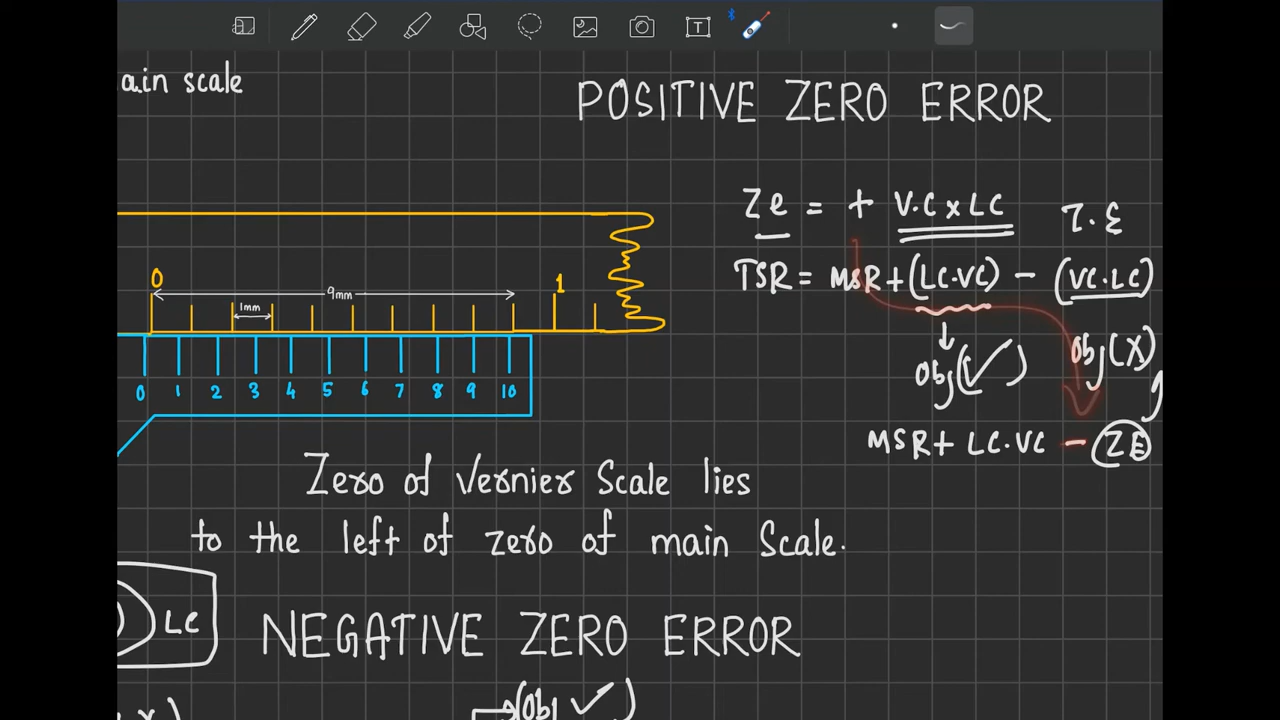 T
ain scale
POSITIVE ZERO ERROR
Ze = + V.C x LC
Z.E
TSR = MSR + (LC.VC) - (VC.LC)
0
9mm
1
1mm
Obj(✓)
Obj(X)
0 1 2 3 4 5 6 7 8 9 10
MSR + LC.VC - ZE
Zero of Vernier Scale lies
to the left of zero of main Scale.
) LC
NEGATIVE ZERO ERROR
(Obj ✓)